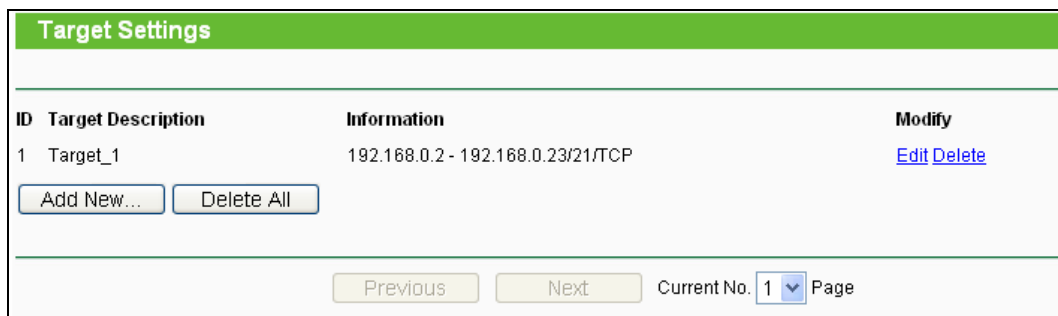 Target Settings
ID Target Description Information Modify
1 Target_1 192.168.0.2 - 192.168.0.23/21/TCP Edit Delete
Add New... Delete All
Previous Next Current No. 1 Page